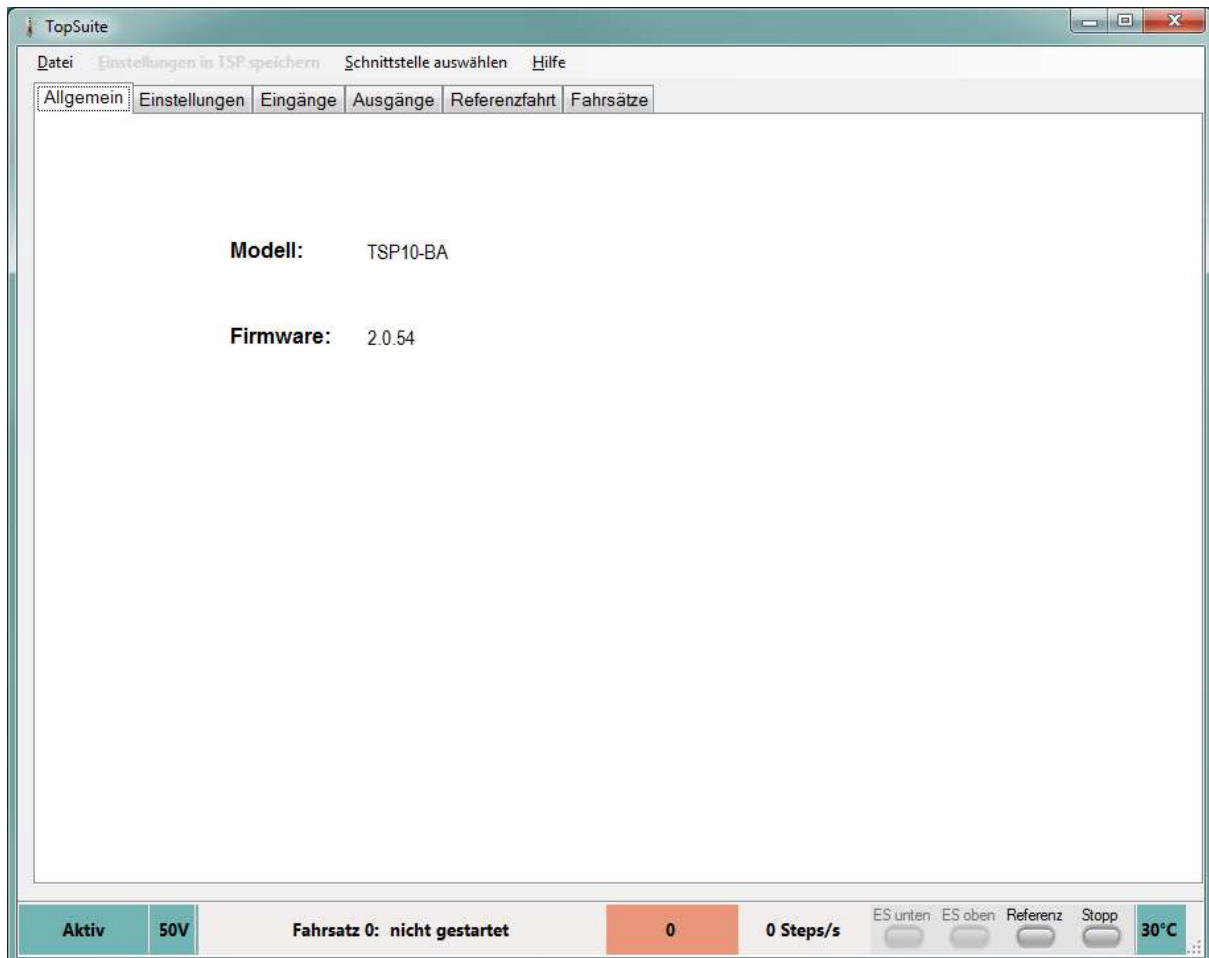 TopSuite
Datei Einstellungen in TSP speichern Schnittstelle auswählen Hilfe
Allgemein Einstellungen Eingänge Ausgänge Referenzfahrt Fahrsätze
Modell: TSP10-BA
Firmware: 2.0.54
Aktiv 50V Fahrsatz 0: nicht gestartet 0 0 Steps/s ES unten ES oben Referenz Stopp 30°C